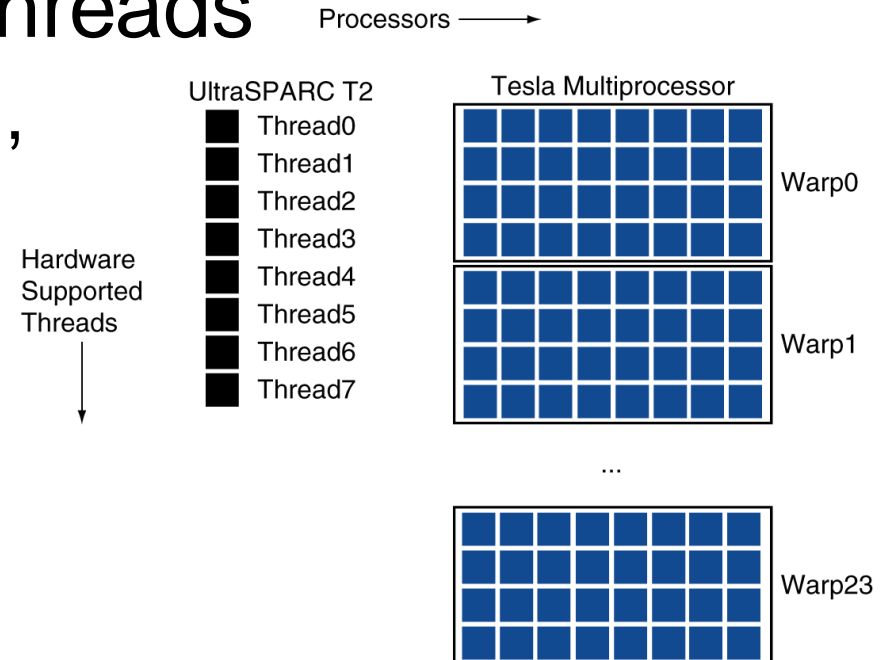 hreads
Processors
,
UltraSPARC T2
Tesla Multiprocessor
Thread0
Thread1
Thread2
Thread3
Thread4
Thread5
Thread6
Thread7
Hardware
Supported
Threads
Warp0
Warp1
...
Warp23